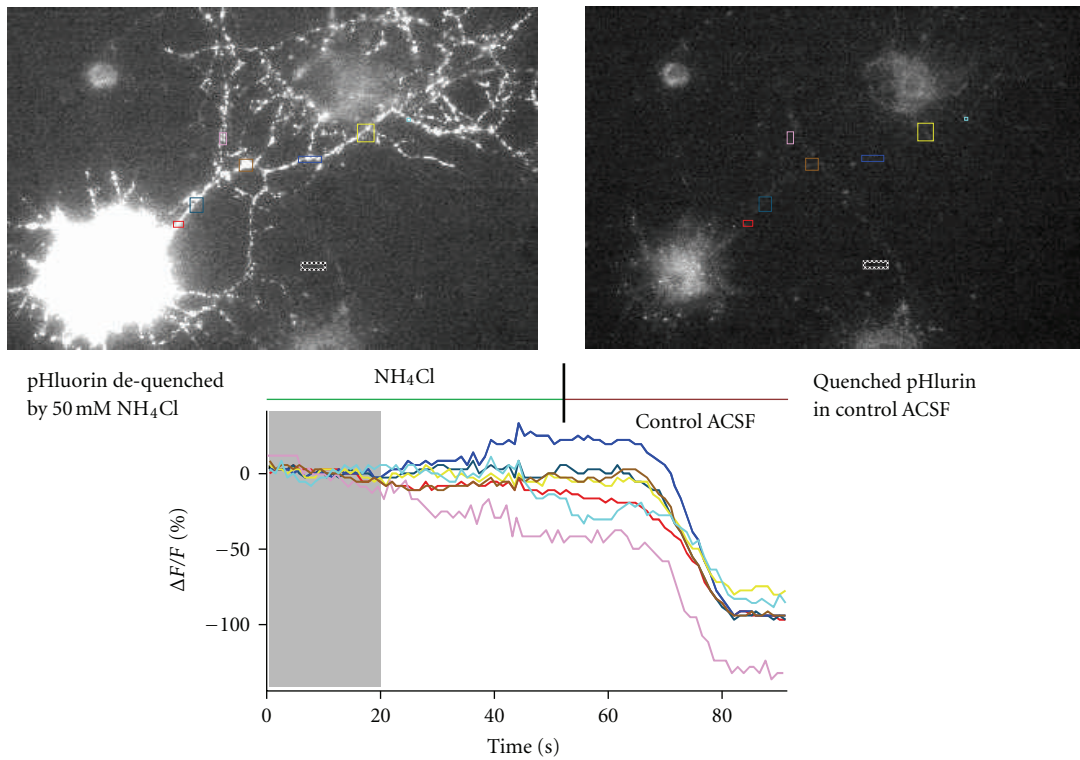 pHluorin de-quenched
by 50 mM NH₄Cl
NH₄Cl
Control ACSF
Quenched pHlurin
in control ACSF
ΔF/F (%)
0
−50
−100
0
20
40
60
80
Time (s)